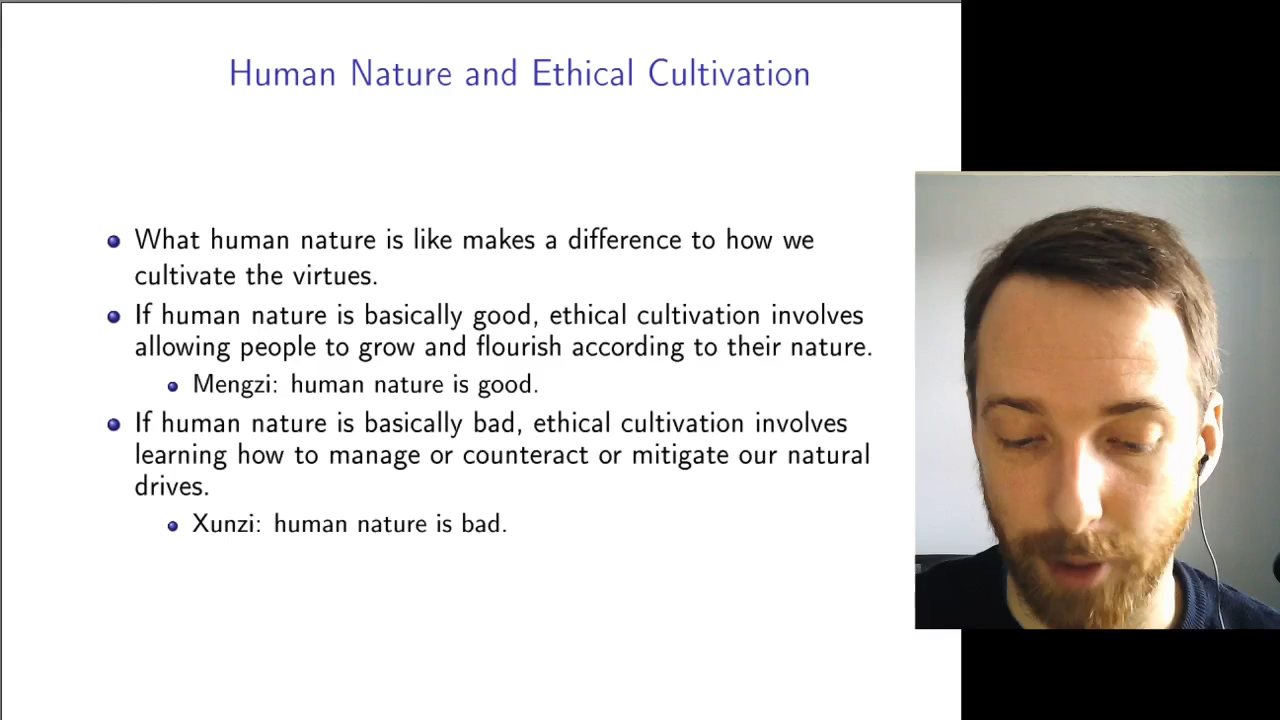 Human Nature and Ethical Cultivation
What human nature is like makes a difference to how we
cultivate the virtues.
If human nature is basically good, ethical cultivation involves
allowing people to grow and flourish according to their nature.
Mengzi: human nature is good.
If human nature is basically bad, ethical cultivation involves
learning how to manage or counteract or mitigate our natural
drives.
Xunzi: human nature is bad.